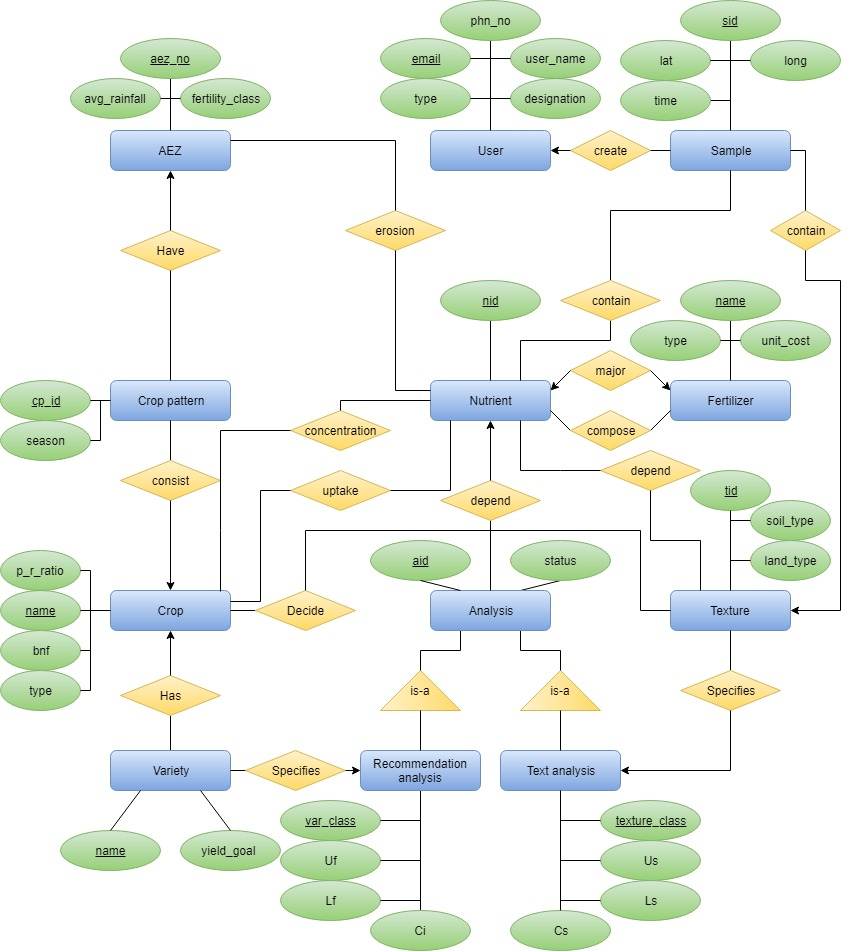 phn_no
sid
aez_no
email
user_name
lat
long
avg_rainfall
fertility_class
type
designation
time
AEZ
User
create
Sample
erosion
contain
Have
nid
contain
name
type
unit_cost
major
cp_id
Crop pattern
Nutrient
Fertilizer
season
concentration
compose
consist
uptake
depend
depend
tid
soil_type
aid
status
land_type
p_r_ratio
name
Crop
Decide
Analysis
Texture
bnf
type
Has
is-a
is-a
Specifies
Variety
Specifies
Recommendation
analysis
Text analysis
var_class
texture_class
name
yield_goal
Uf
Us
Lf
Ls
Ci
Cs